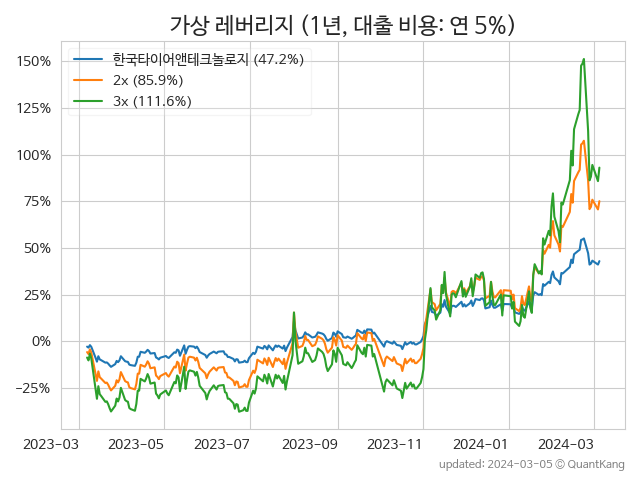 가상 레버리지 (1년, 대출 비용: 연 5%)
한국타이어앤테크놀로지 (47.2%)
2x (85.9%)
3x (111.6%)
150%
125%
100%
75%
50%
25%
0%
−25%
2023−03 2023−05 2023−07 2023−09 2023−11 2024−01 2024−03
updated: 2024-03-05 © QuantKang